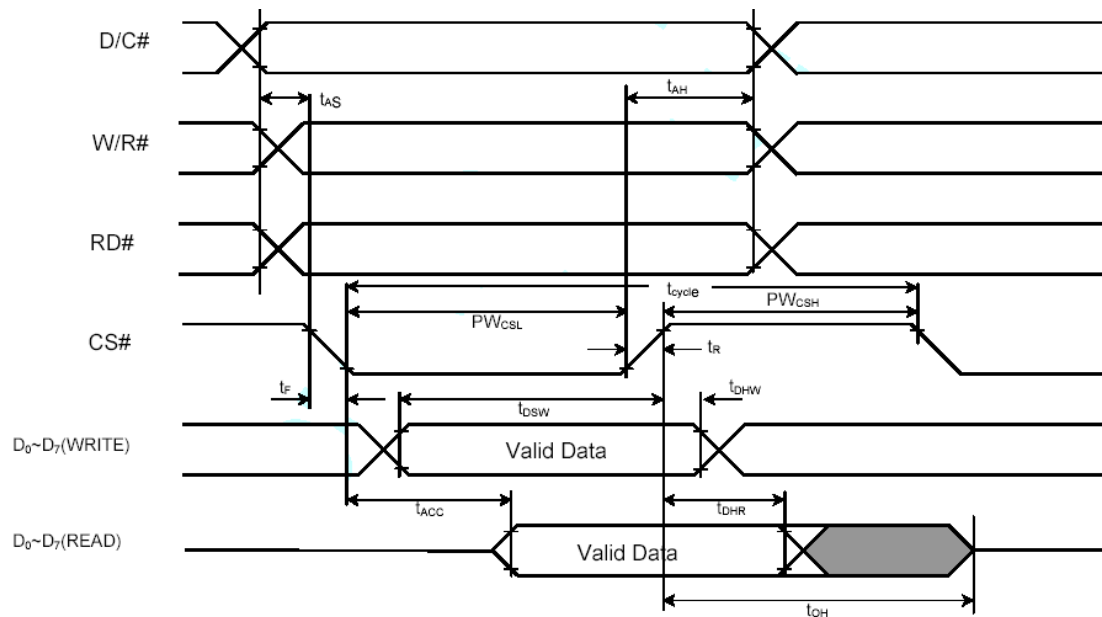 D/C#
tAS
tAH
W/R#
RD#
tcycle
PWCSL
PWCSH
CS#
tR
tF
tDSW
tDHW
D0~D7(WRITE)
Valid Data
tACC
tDHR
D0~D7(READ)
Valid Data
tOH